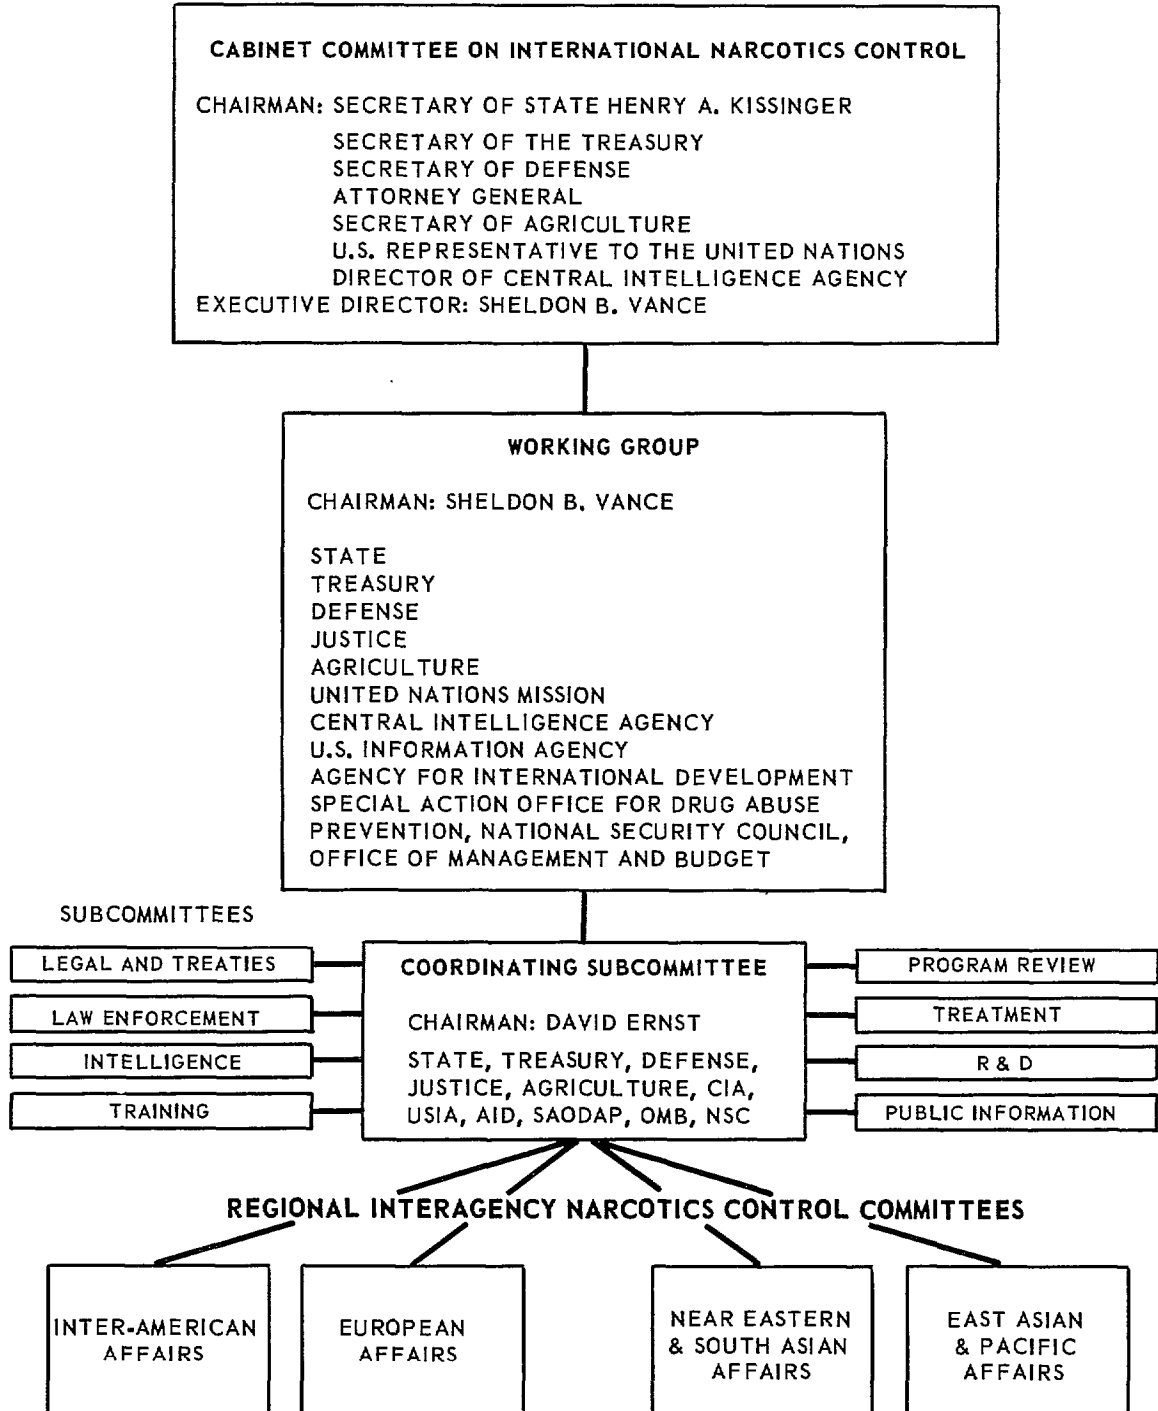 CABINET COMMITTEE ON INTERNATIONAL NARCOTICS CONTROL
CHAIRMAN: SECRETARY OF STATE HENRY A. KISSINGER
SECRETARY OF THE TREASURY
SECRETARY OF DEFENSE
ATTORNEY GENERAL
SECRETARY OF AGRICULTURE
U.S. REPRESENTATIVE TO THE UNITED NATIONS
DIRECTOR OF CENTRAL INTELLIGENCE AGENCY
EXECUTIVE DIRECTOR: SHELDON B. VANCE
WORKING GROUP
CHAIRMAN: SHELDON B. VANCE
STATE
TREASURY
DEFENSE
JUSTICE
AGRICULTURE
UNITED NATIONS MISSION
CENTRAL INTELLIGENCE AGENCY
U.S. INFORMATION AGENCY
AGENCY FOR INTERNATIONAL DEVELOPMENT
SPECIAL ACTION OFFICE FOR DRUG ABUSE
PREVENTION, NATIONAL SECURITY COUNCIL,
OFFICE OF MANAGEMENT AND BUDGET
SUBCOMMITTEES
LEGAL AND TREATIES
LAW ENFORCEMENT
INTELLIGENCE
TRAINING
COORDINATING SUBCOMMITTEE
CHAIRMAN: DAVID ERNST
STATE, TREASURY, DEFENSE,
JUSTICE, AGRICULTURE, CIA,
USIA, AID, SAODAP, OMB, NSC
PROGRAM REVIEW
TREATMENT
R & D
PUBLIC INFORMATION
REGIONAL INTERAGENCY NARCOTICS CONTROL COMMITTEES
INTER-AMERICAN
AFFAIRS
EUROPEAN
AFFAIRS
NEAR EASTERN
& SOUTH ASIAN
AFFAIRS
EAST ASIAN
& PACIFIC
AFFAIRS